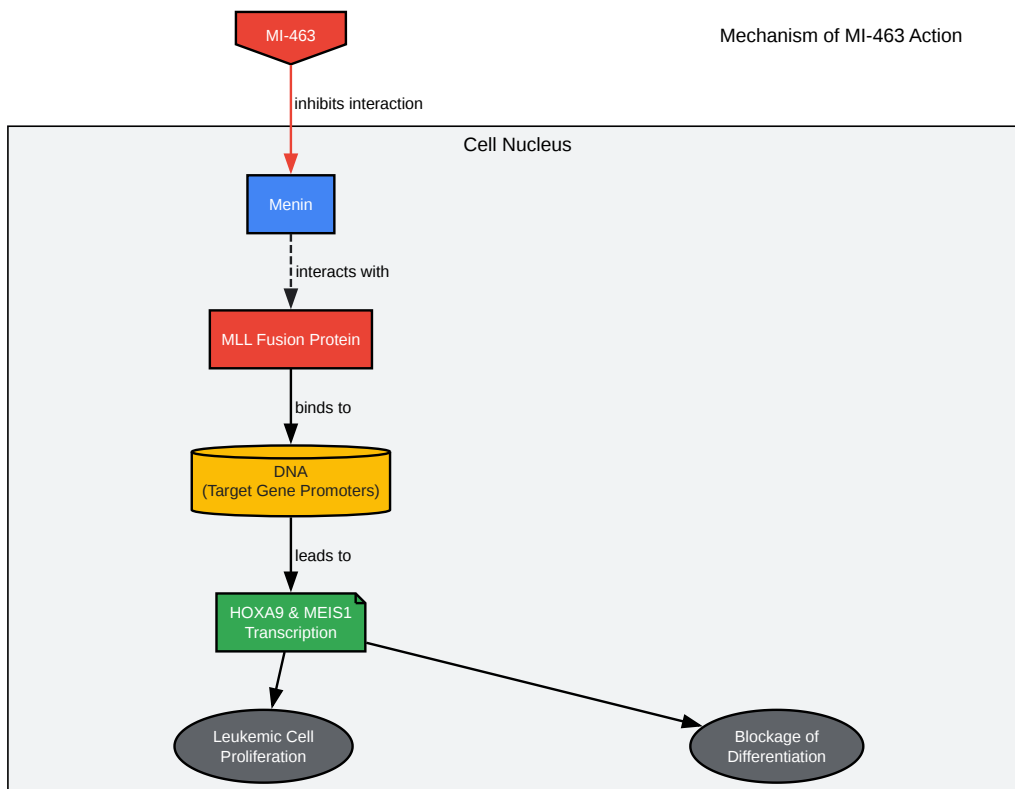 MI-463
Mechanism of MI-463 Action
inhibits interaction
Cell Nucleus
Menin
interacts with
MLL Fusion Protein
binds to
DNA
(Target Gene Promoters)
leads to
HOXA9 & MEIS1
Transcription
Leukemic Cell
Proliferation
Blockage of
Differentiation